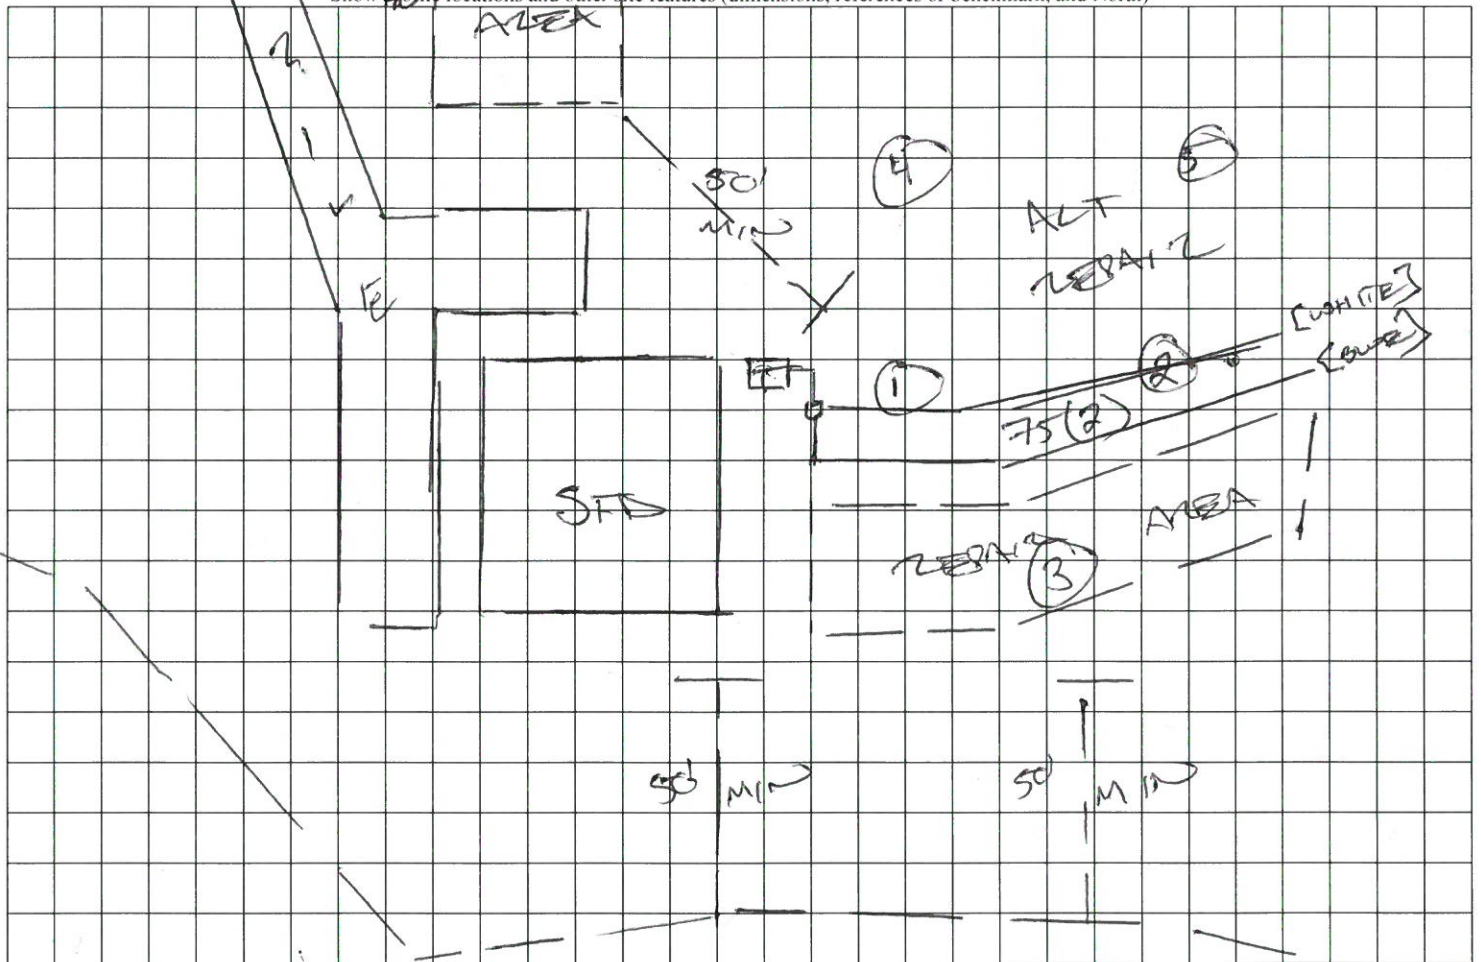 AREA
50'
MIN
4
5
ALT
REPAIR
[WHITE]
[BLUE]
1
2
75(2)
SFD
AREA
REPAIR
3
50'
MIN
50'
MIN